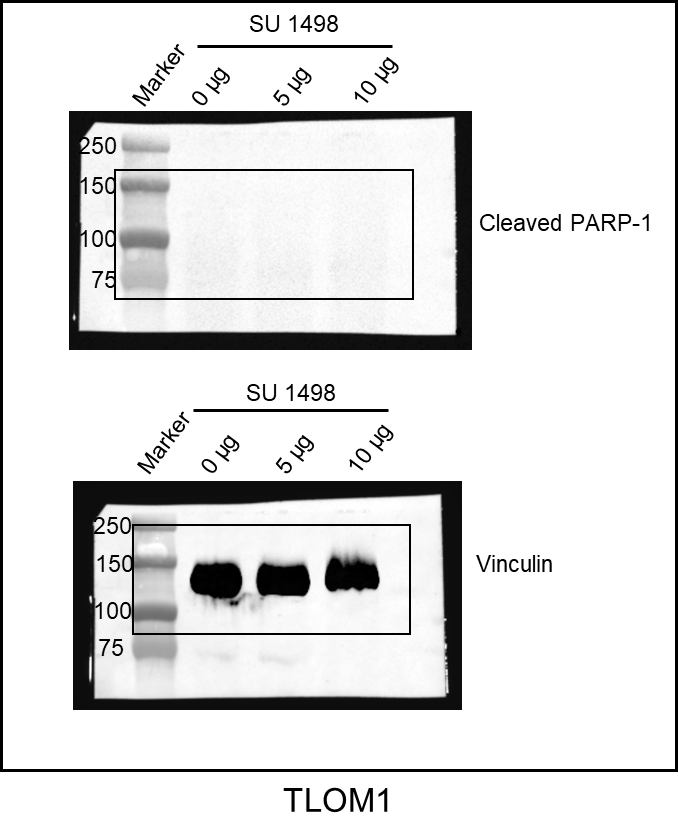 SU 1498
Marker
0 µg
5 µg
10 µg
250
150
100
75
Cleaved PARP-1
SU 1498
Marker
0 µg
5 µg
10 µg
250
150
100
75
Vinculin
TLOM1